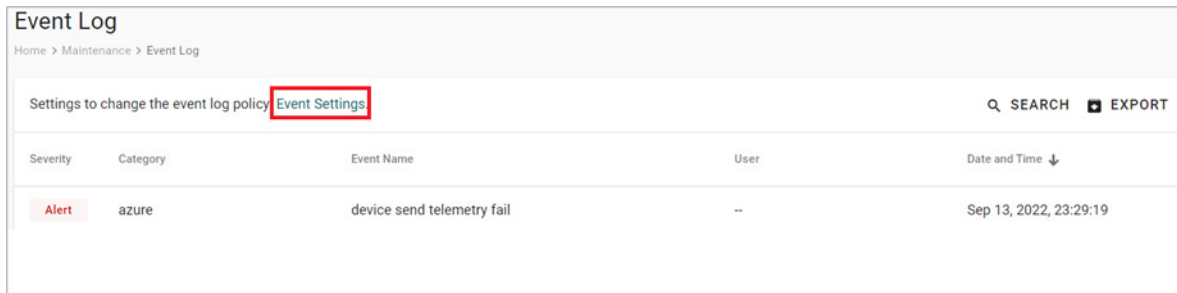 Event Log
Home > Maintenance > Event Log
Settings to change the event log policy Event Settings.
SEARCH EXPORT
Severity Category Event Name User Date and Time
Alert azure device send telemetry fail -- Sep 13, 2022, 23:29:19